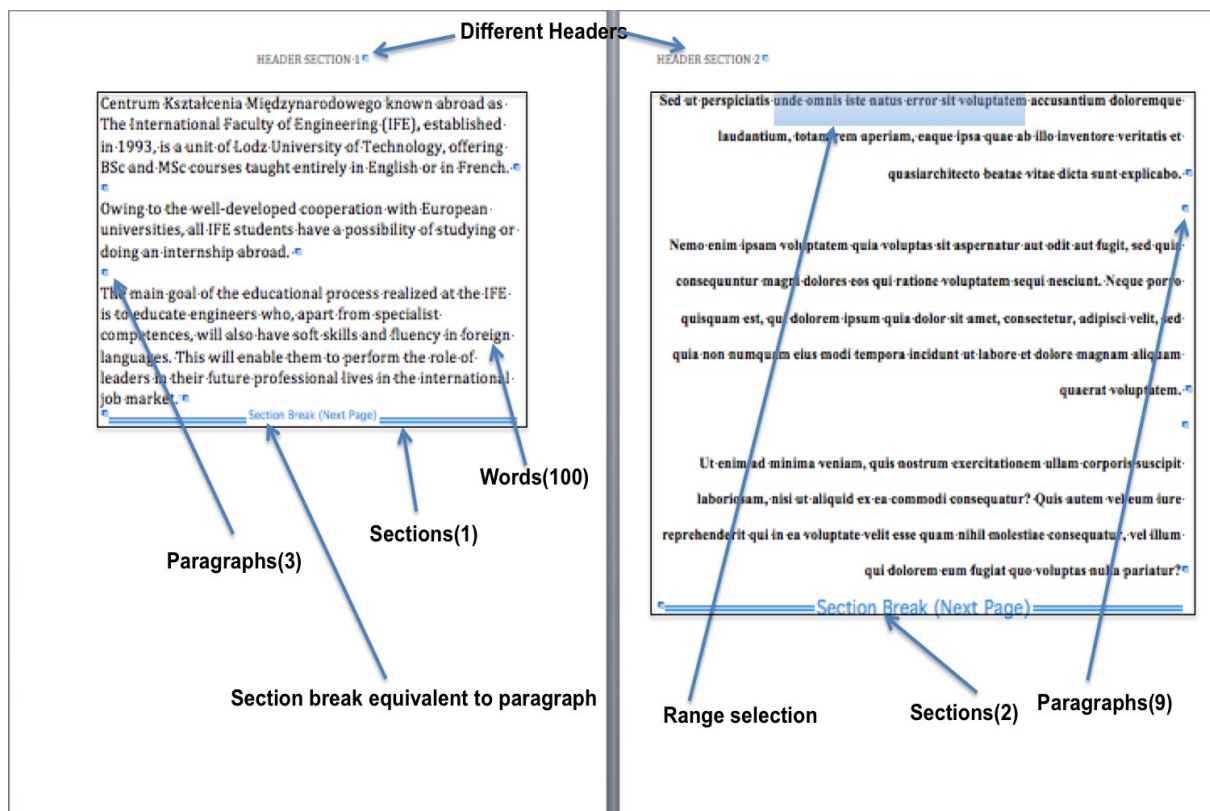 Different Headers
HEADER SECTION 1
Centrum Kształcenia Międzynarodowego known abroad as
The International Faculty of Engineering (IFE), established
in 1993, is a unit of Lodz University of Technology, offering
BSc and MSc courses taught entirely in English or in French.
Owing to the well-developed cooperation with European
universities, all IFE students have a possibility of studying or
doing an internship abroad.
The main goal of the educational process realized at the IFE
is to educate engineers who, apart from specialist
competences, will also have soft skills and fluency in foreign
languages. This will enable them to perform the role of
leaders in their future professional lives in the international
job market.
Section Break (Next Page)
Words(100)
Sections(1)
Paragraphs(3)
Section break equivalent to paragraph
HEADER SECTION 2
Sed ut perspiciatis unde omnis iste natus error sit voluptatem accusantium doloremque
laudantium, totam rem aperiam, eaque ipsa quae ab illo inventore veritatis et
quasiarchitecto beatae vitae dicta sunt explicabo.
Nemo enim ipsam voluptatem quia voluptas sit aspernatur aut odit aut fugit, sed quia
consequuntur magni dolores eos qui ratione voluptatem sequi nesciunt. Neque porro
quisquam est, qui dolorem ipsum quia dolor sit amet, consectetur, adipisci velit, sed
quia non numquam eius modi tempora incidunt ut labore et dolore magnam aliquam
quaerat voluptatem.
Ut enim ad minima veniam, quis nostrum exercitationem ullam corporis suscipit
laboriosam, nisi ut aliquid ex ea commodi consequatur? Quis autem vel eum iure
reprehenderit qui in ea voluptate velit esse quam nihil molestiae consequatur, vel illum
qui dolorem eum fugiat quo voluptas nulla pariatur?
Section Break (Next Page)
Range selection
Sections(2)
Paragraphs(9)